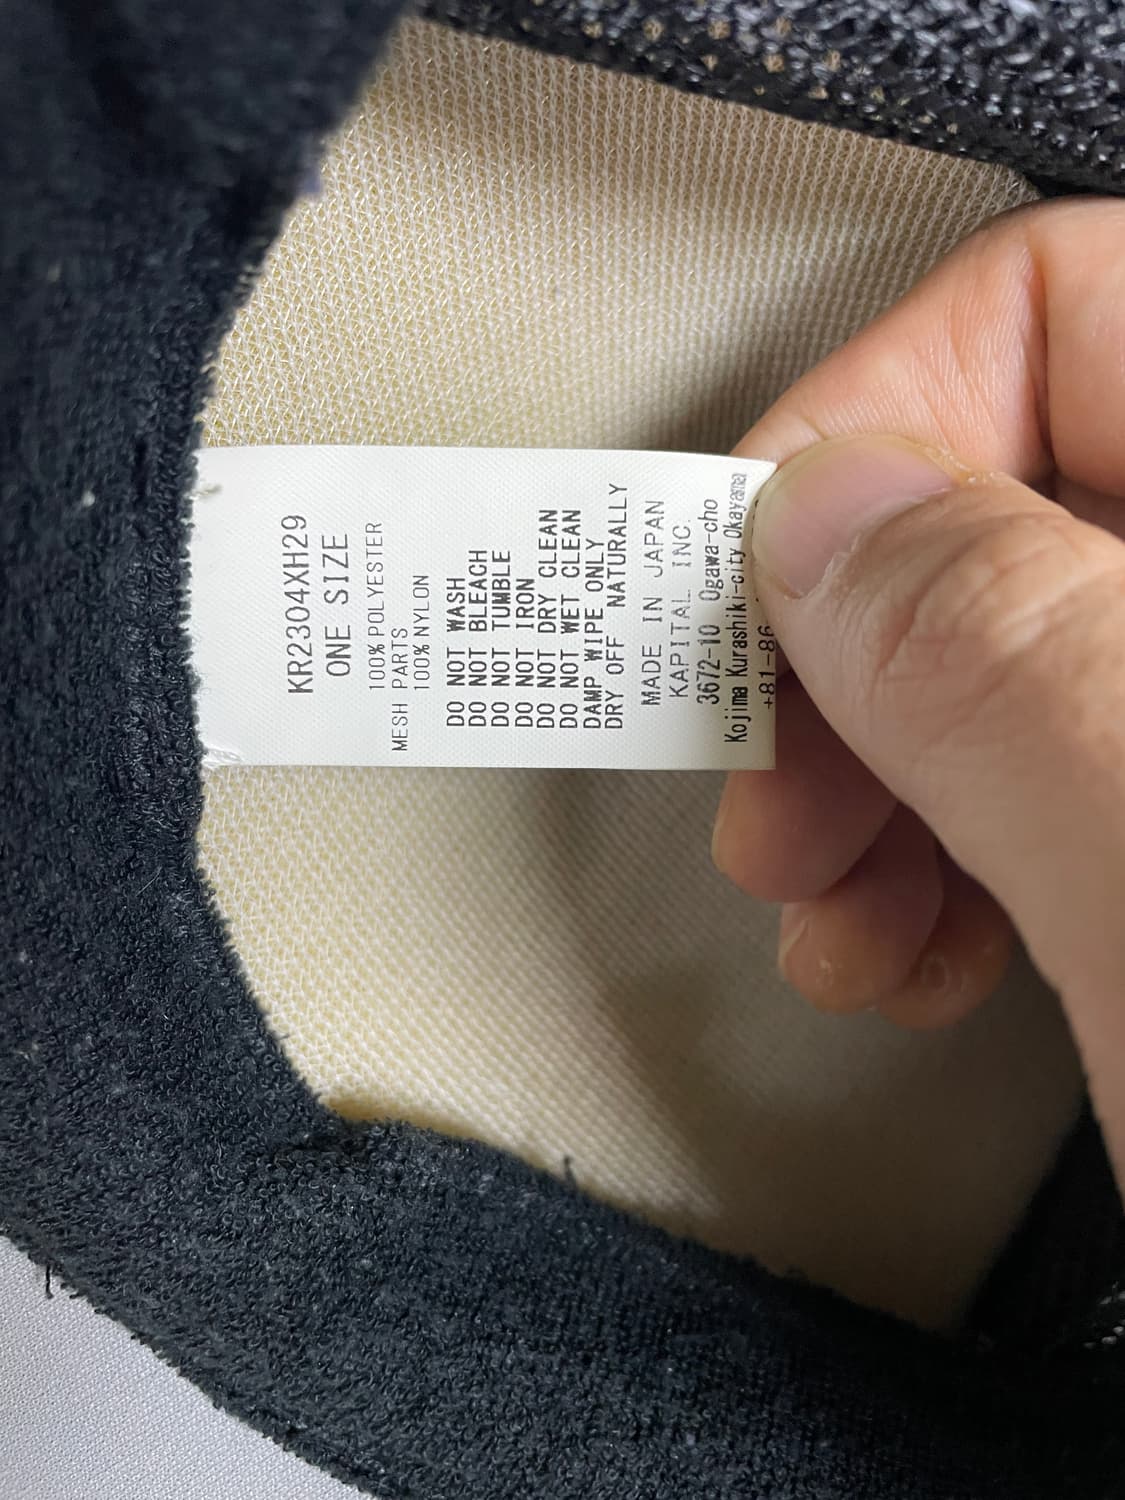 KR2304XH29
ONE SIZE
100% POLYESTER
MESH PARTS
100% NYLON
DO NOT WASH
DO NOT BLEACH
DO NOT TUMBLE
DO NOT IRON
DO NOT DRY CLEAN
DO NOT WET CLEAN
DAMP WIPE ONLY
DRY OFF NATURALLY
MADE IN JAPAN
KAPITAL INC.
3672-10 Ogawa-cho
Kojima Kurashiki-city Okayama
+81-86